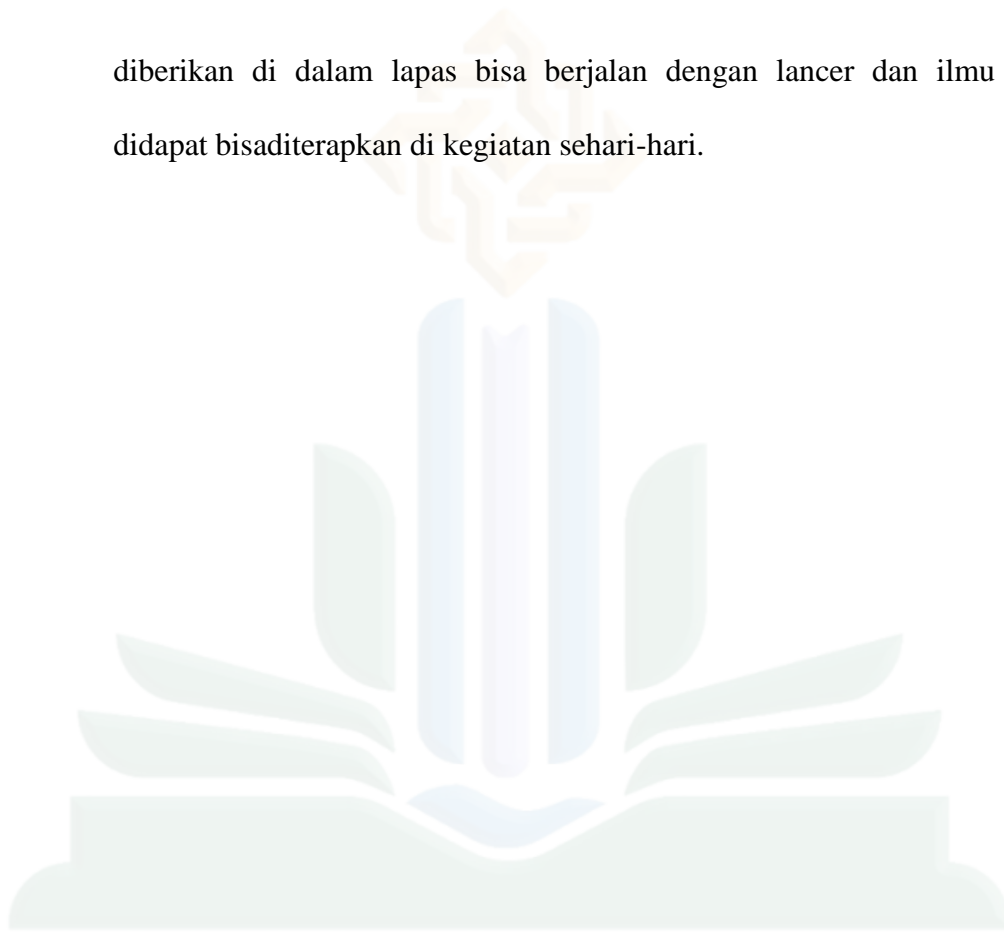 diberikan di dalam lapas bisa berjalan dengan lancer dan ilmu
didapat bisaditerapkan di kegiatan sehari-hari.